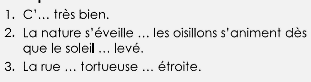 1. C'... très bien.
2. La nature s'éveille ... les oisillons s'animent dès
que le soleil ... levé.
3. La rue ... tortueuse ... étroite.